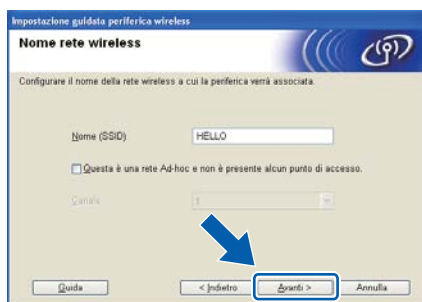 Impostazione guidata periferica wireless
Nome rete wireless
Configurare il nome della rete wireless a cui la periferica verrà associata.
Nome (SSID) HELLO
Questa è una rete Ad-hoc e non è presente alcun punto di accesso.
Canale 1
Guida < Indietro Avanti > Annulla